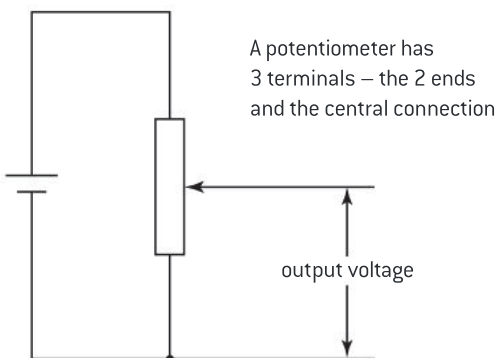 A potentiometer has
3 terminals – the 2 ends
and the central connection
output voltage